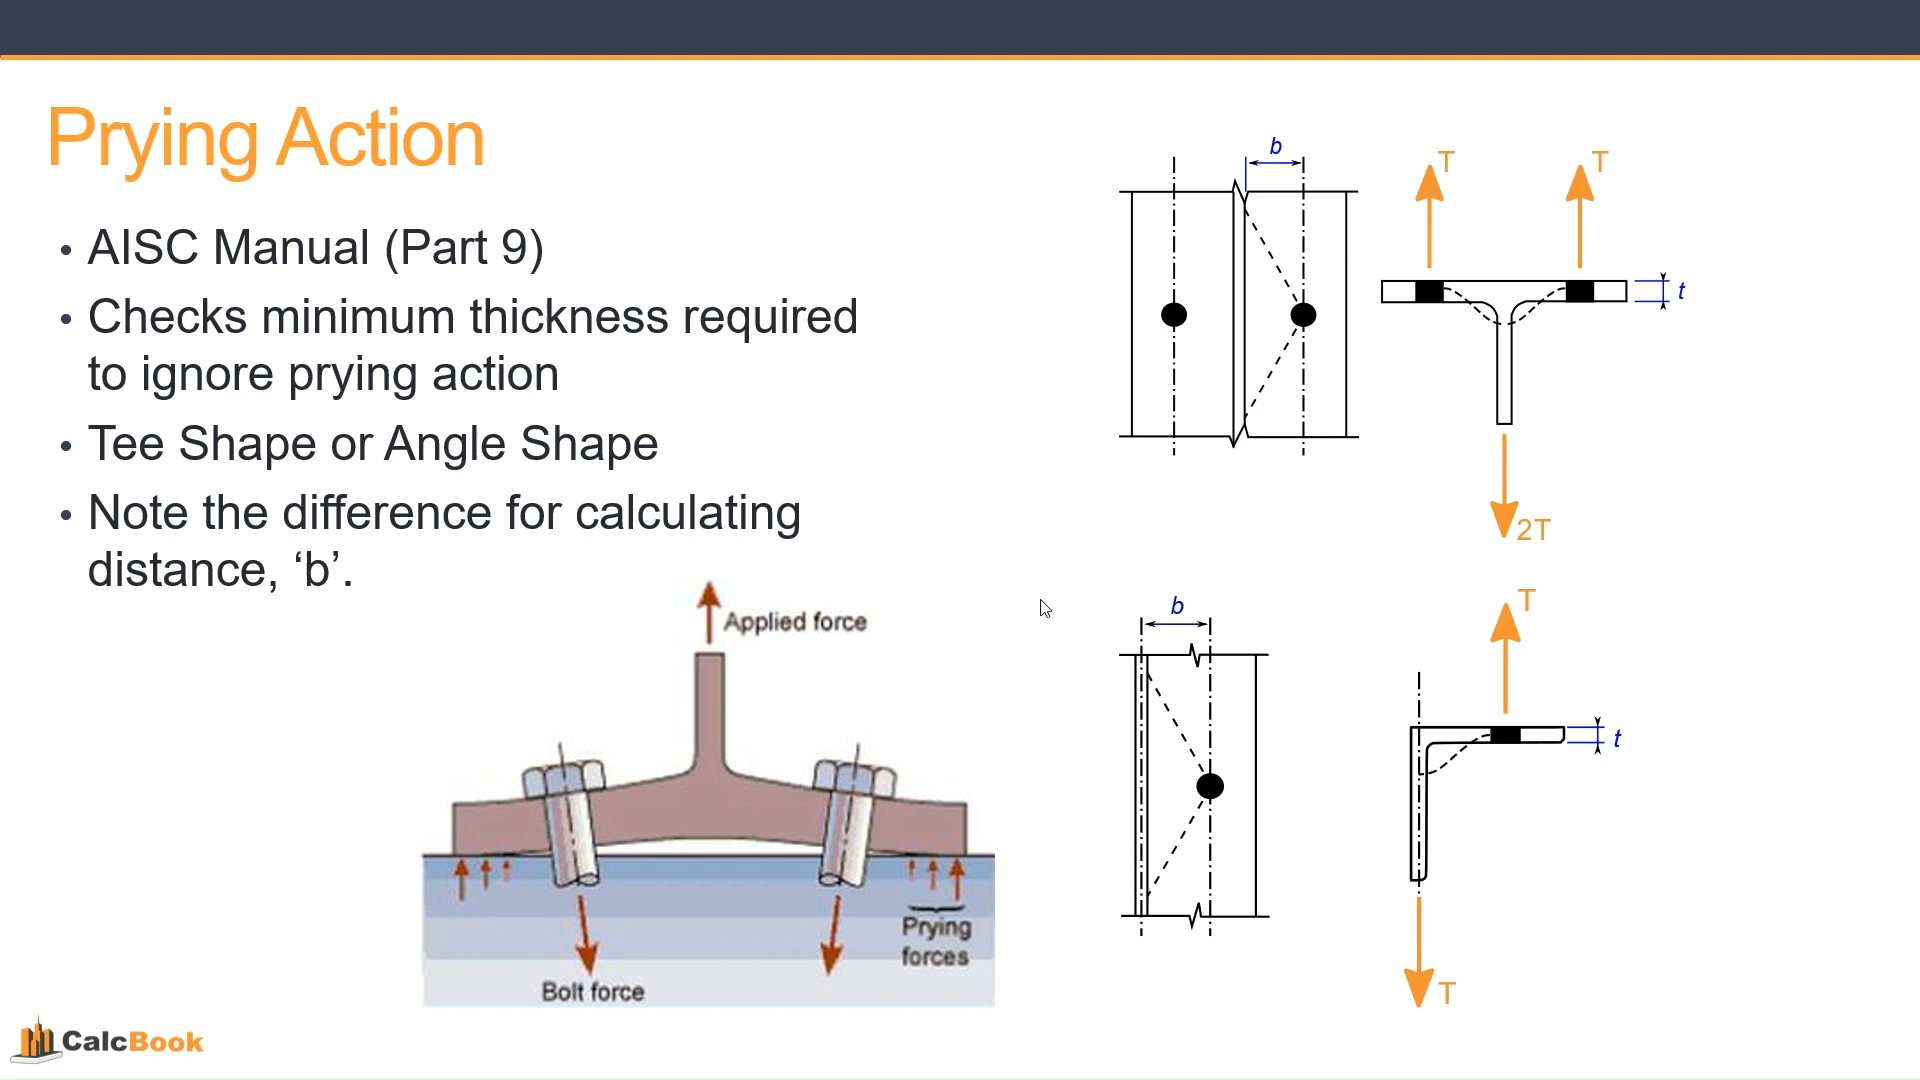 Prying Action
• AISC Manual (Part 9)
• Checks minimum thickness required
to ignore prying action
• Tee Shape or Angle Shape
• Note the difference for calculating
distance, ‘b’.
Applied force
Prying
forces
Bolt force
b
T
T
t
2T
b
T
t
T
CalcBook